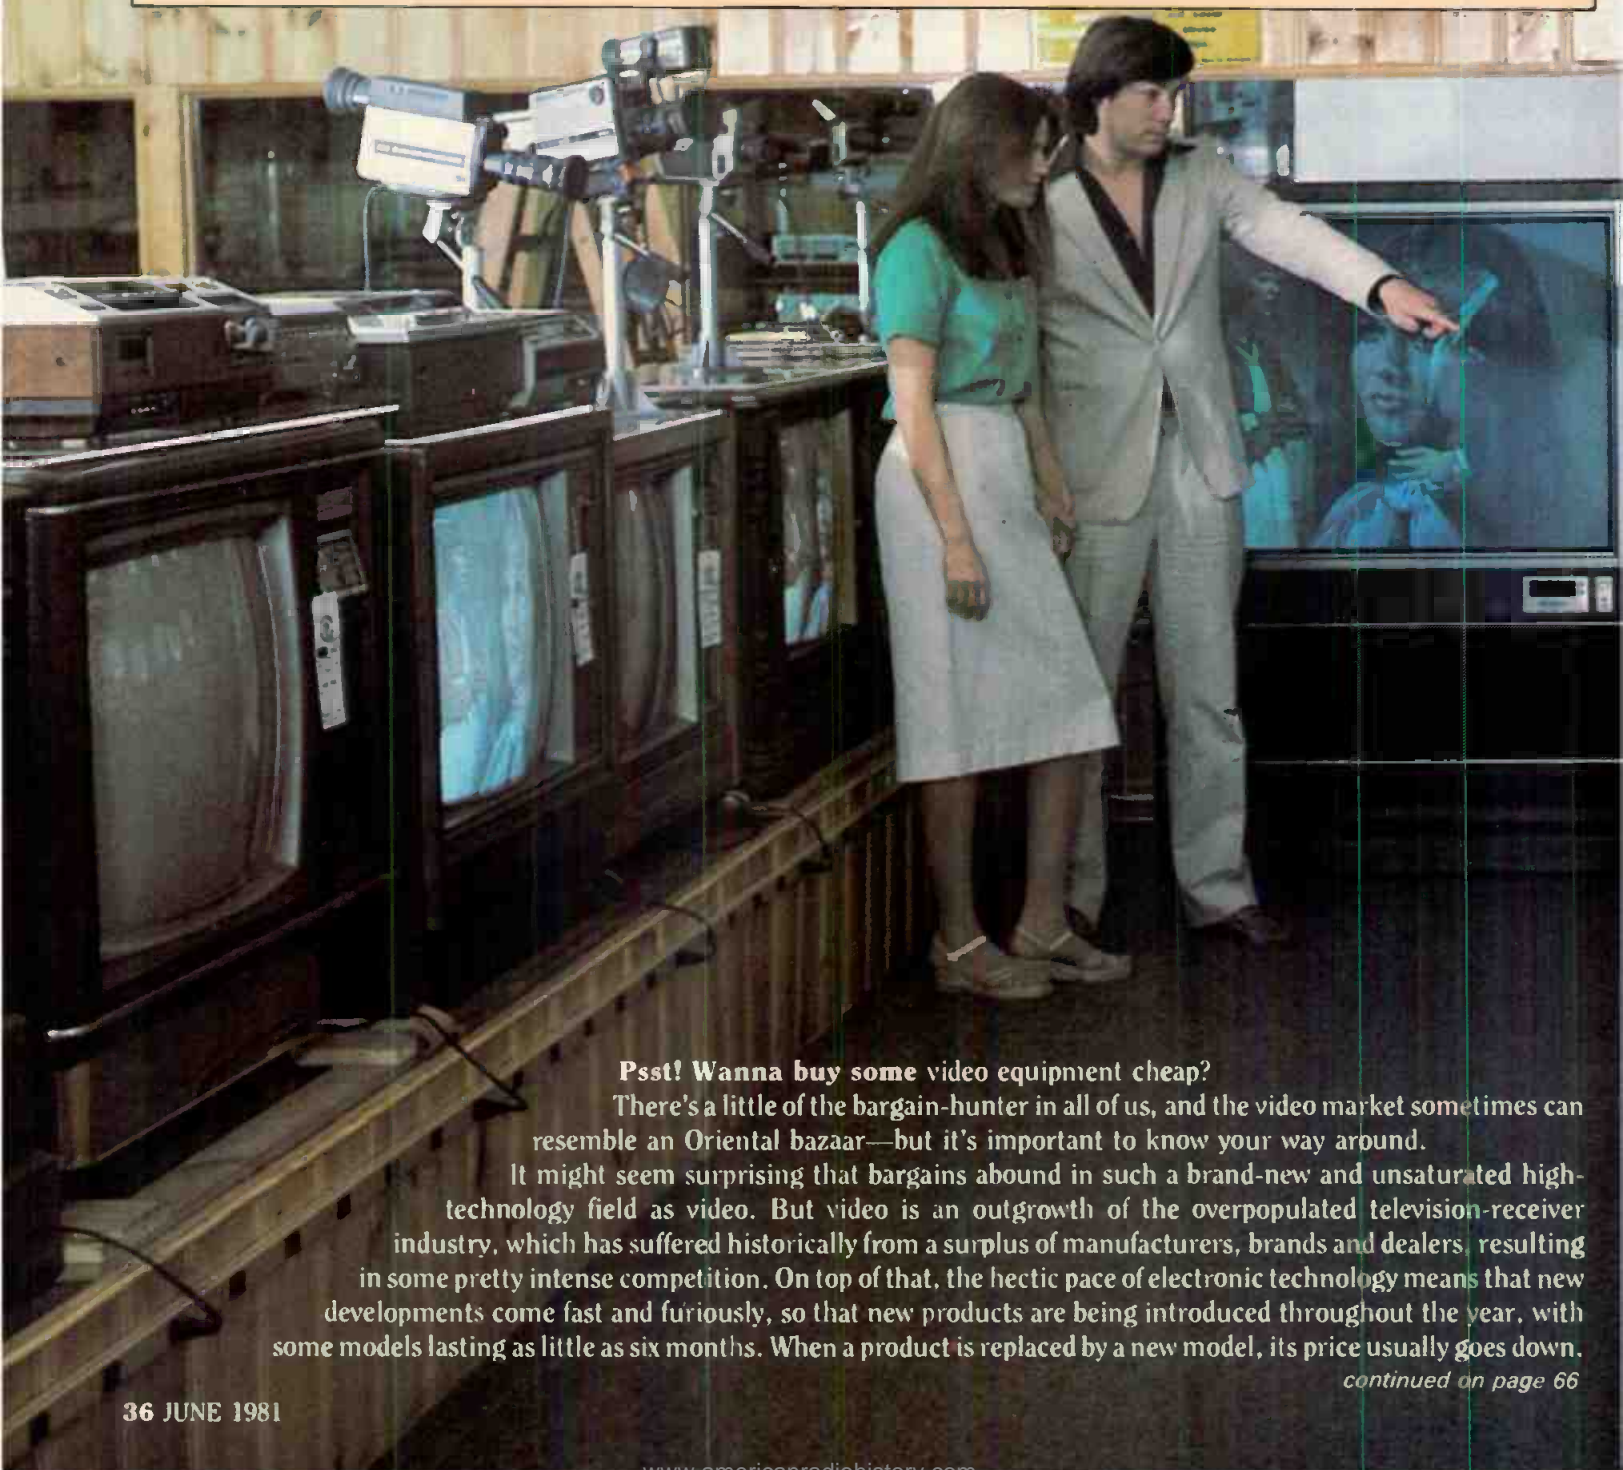 Psst! Wanna buy some video equipment cheap?
There's a little of the bargain-hunter in all of us, and the video market sometimes can
resemble an Oriental bazaar—but it's important to know your way around.
It might seem surprising that bargains abound in such a brand-new and unsaturated high-
technology field as video. But video is an outgrowth of the overpopulated television-receiver
industry, which has suffered historically from a surplus of manufacturers, brands and dealers, resulting
in some pretty intense competition. On top of that, the hectic pace of electronic technology means that new
developments come fast and furiously, so that new products are being introduced throughout the year, with
some models lasting as little as six months. When a product is replaced by a new model, its price usually goes down.
continued on page 66
36 JUNE 1981
www.americanradiohistory.com